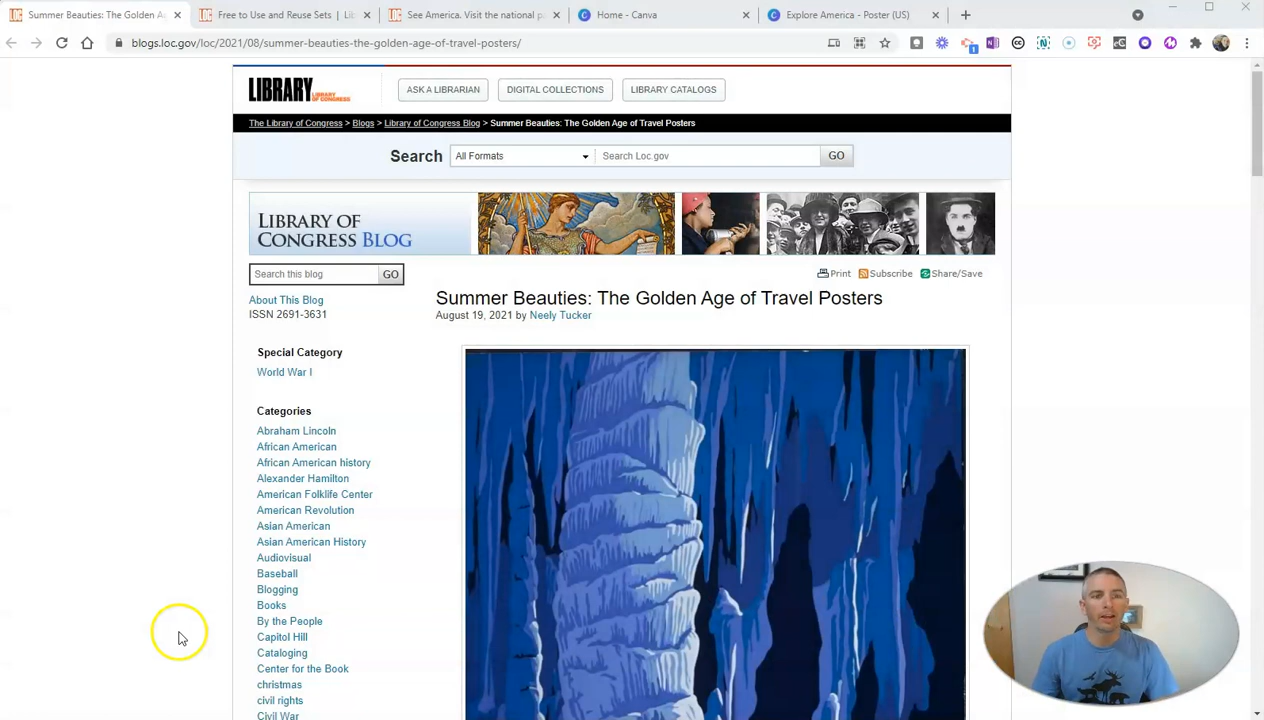 Summer Beauties: The Golden A
Free to Use and Reuse Sets | Lib
See America. Visit the national p
Home - Canva
Explore America - Poster (US)
blogs.loc.gov/loc/2021/08/summer-beauties-the-golden-age-of-travel-posters/
1
LIBRARY LIBRARY OF CONGRESS
ASK A LIBRARIAN
DIGITAL COLLECTIONS
LIBRARY CATALOGS
The Library of Congress > Blogs > Library of Congress Blog > Summer Beauties: The Golden Age of Travel Posters
Search All Formats Search Loc.gov GO
LIBRARY OF
CONGRESS BLOG
Search this blog GO
Print Subscribe Share/Save
About This Blog
ISSN 2691-3631
Summer Beauties: The Golden Age of Travel Posters
August 19, 2021 by Neely Tucker
Special Category
World War I
Categories
Abraham Lincoln
African American
African American history
Alexander Hamilton
American Folklife Center
American Revolution
Asian American
Asian American History
Audiovisual
Baseball
Blogging
Books
By the People
Capitol Hill
Cataloging
Center for the Book
christmas
civil rights
Civil War